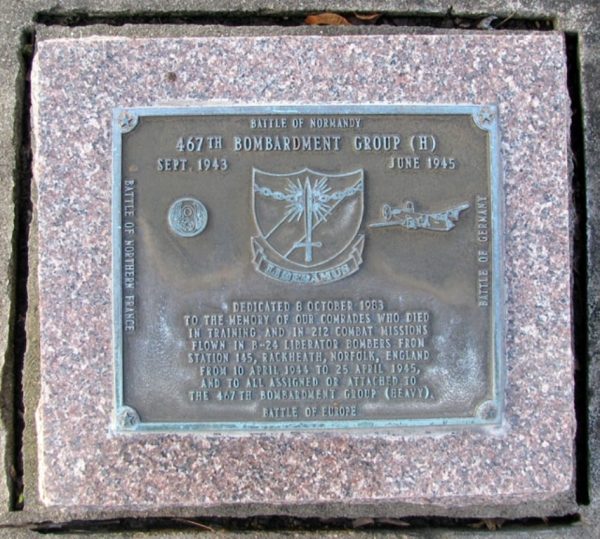 BATTLE OF NORMANDY
467TH BOMBARDMENT GROUP (H)
SEPT. 1943 JUNE 1945
BATTLE OF NORTHERN FRANCE
BATTLE OF GERMANY
LIBERAMUS
DEDICATED 8 OCTOBER 1983
TO THE MEMORY OF OUR COMRADES WHO DIED
IN TRAINING AND IN 212 COMBAT MISSIONS
FLOWN IN B-24 LIBERATOR BOMBERS FROM
STATION 145, RACKHEATH, NORFOLK, ENGLAND
FROM 10 APRIL 1944 TO 25 APRIL 1945,
AND TO ALL ASSIGNED OR ATTACHED TO
THE 467TH BOMBARDMENT GROUP (HEAVY).
BATTLE OF EUROPE